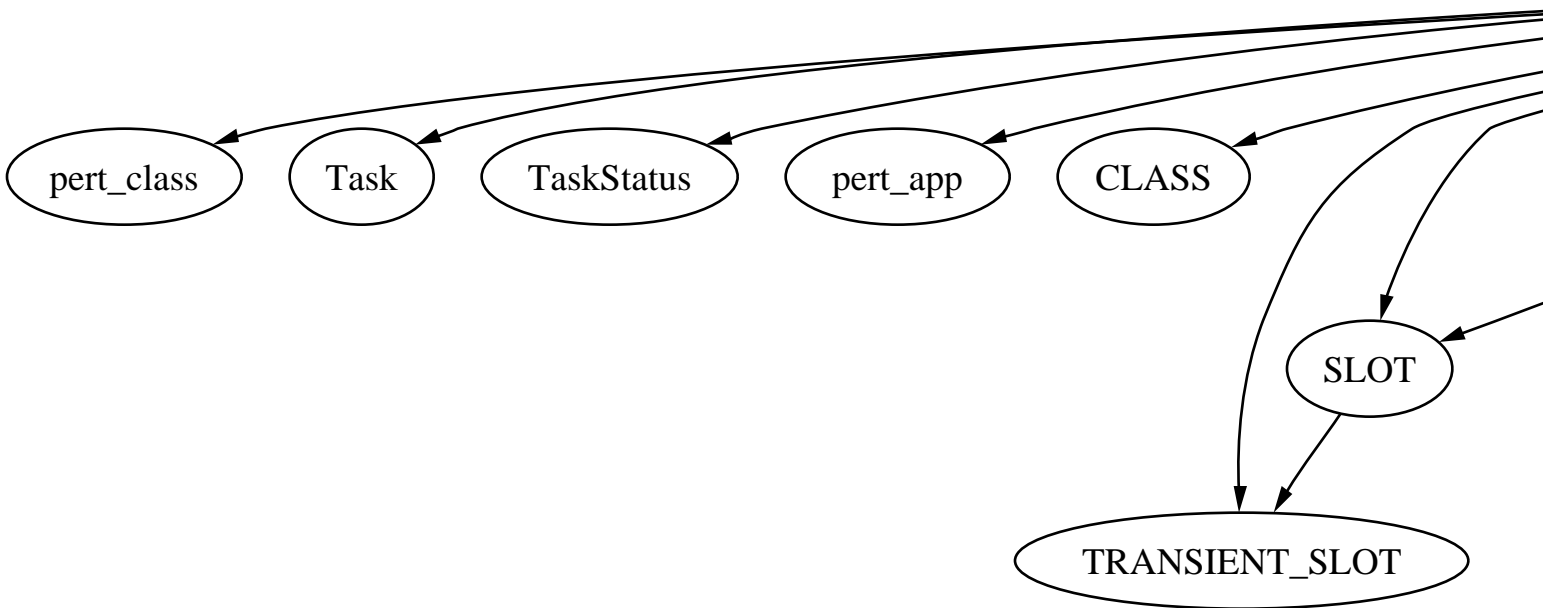 pert_class
Task
TaskStatus
pert_app
CLASS
SLOT
TRANSIENT_SLOT